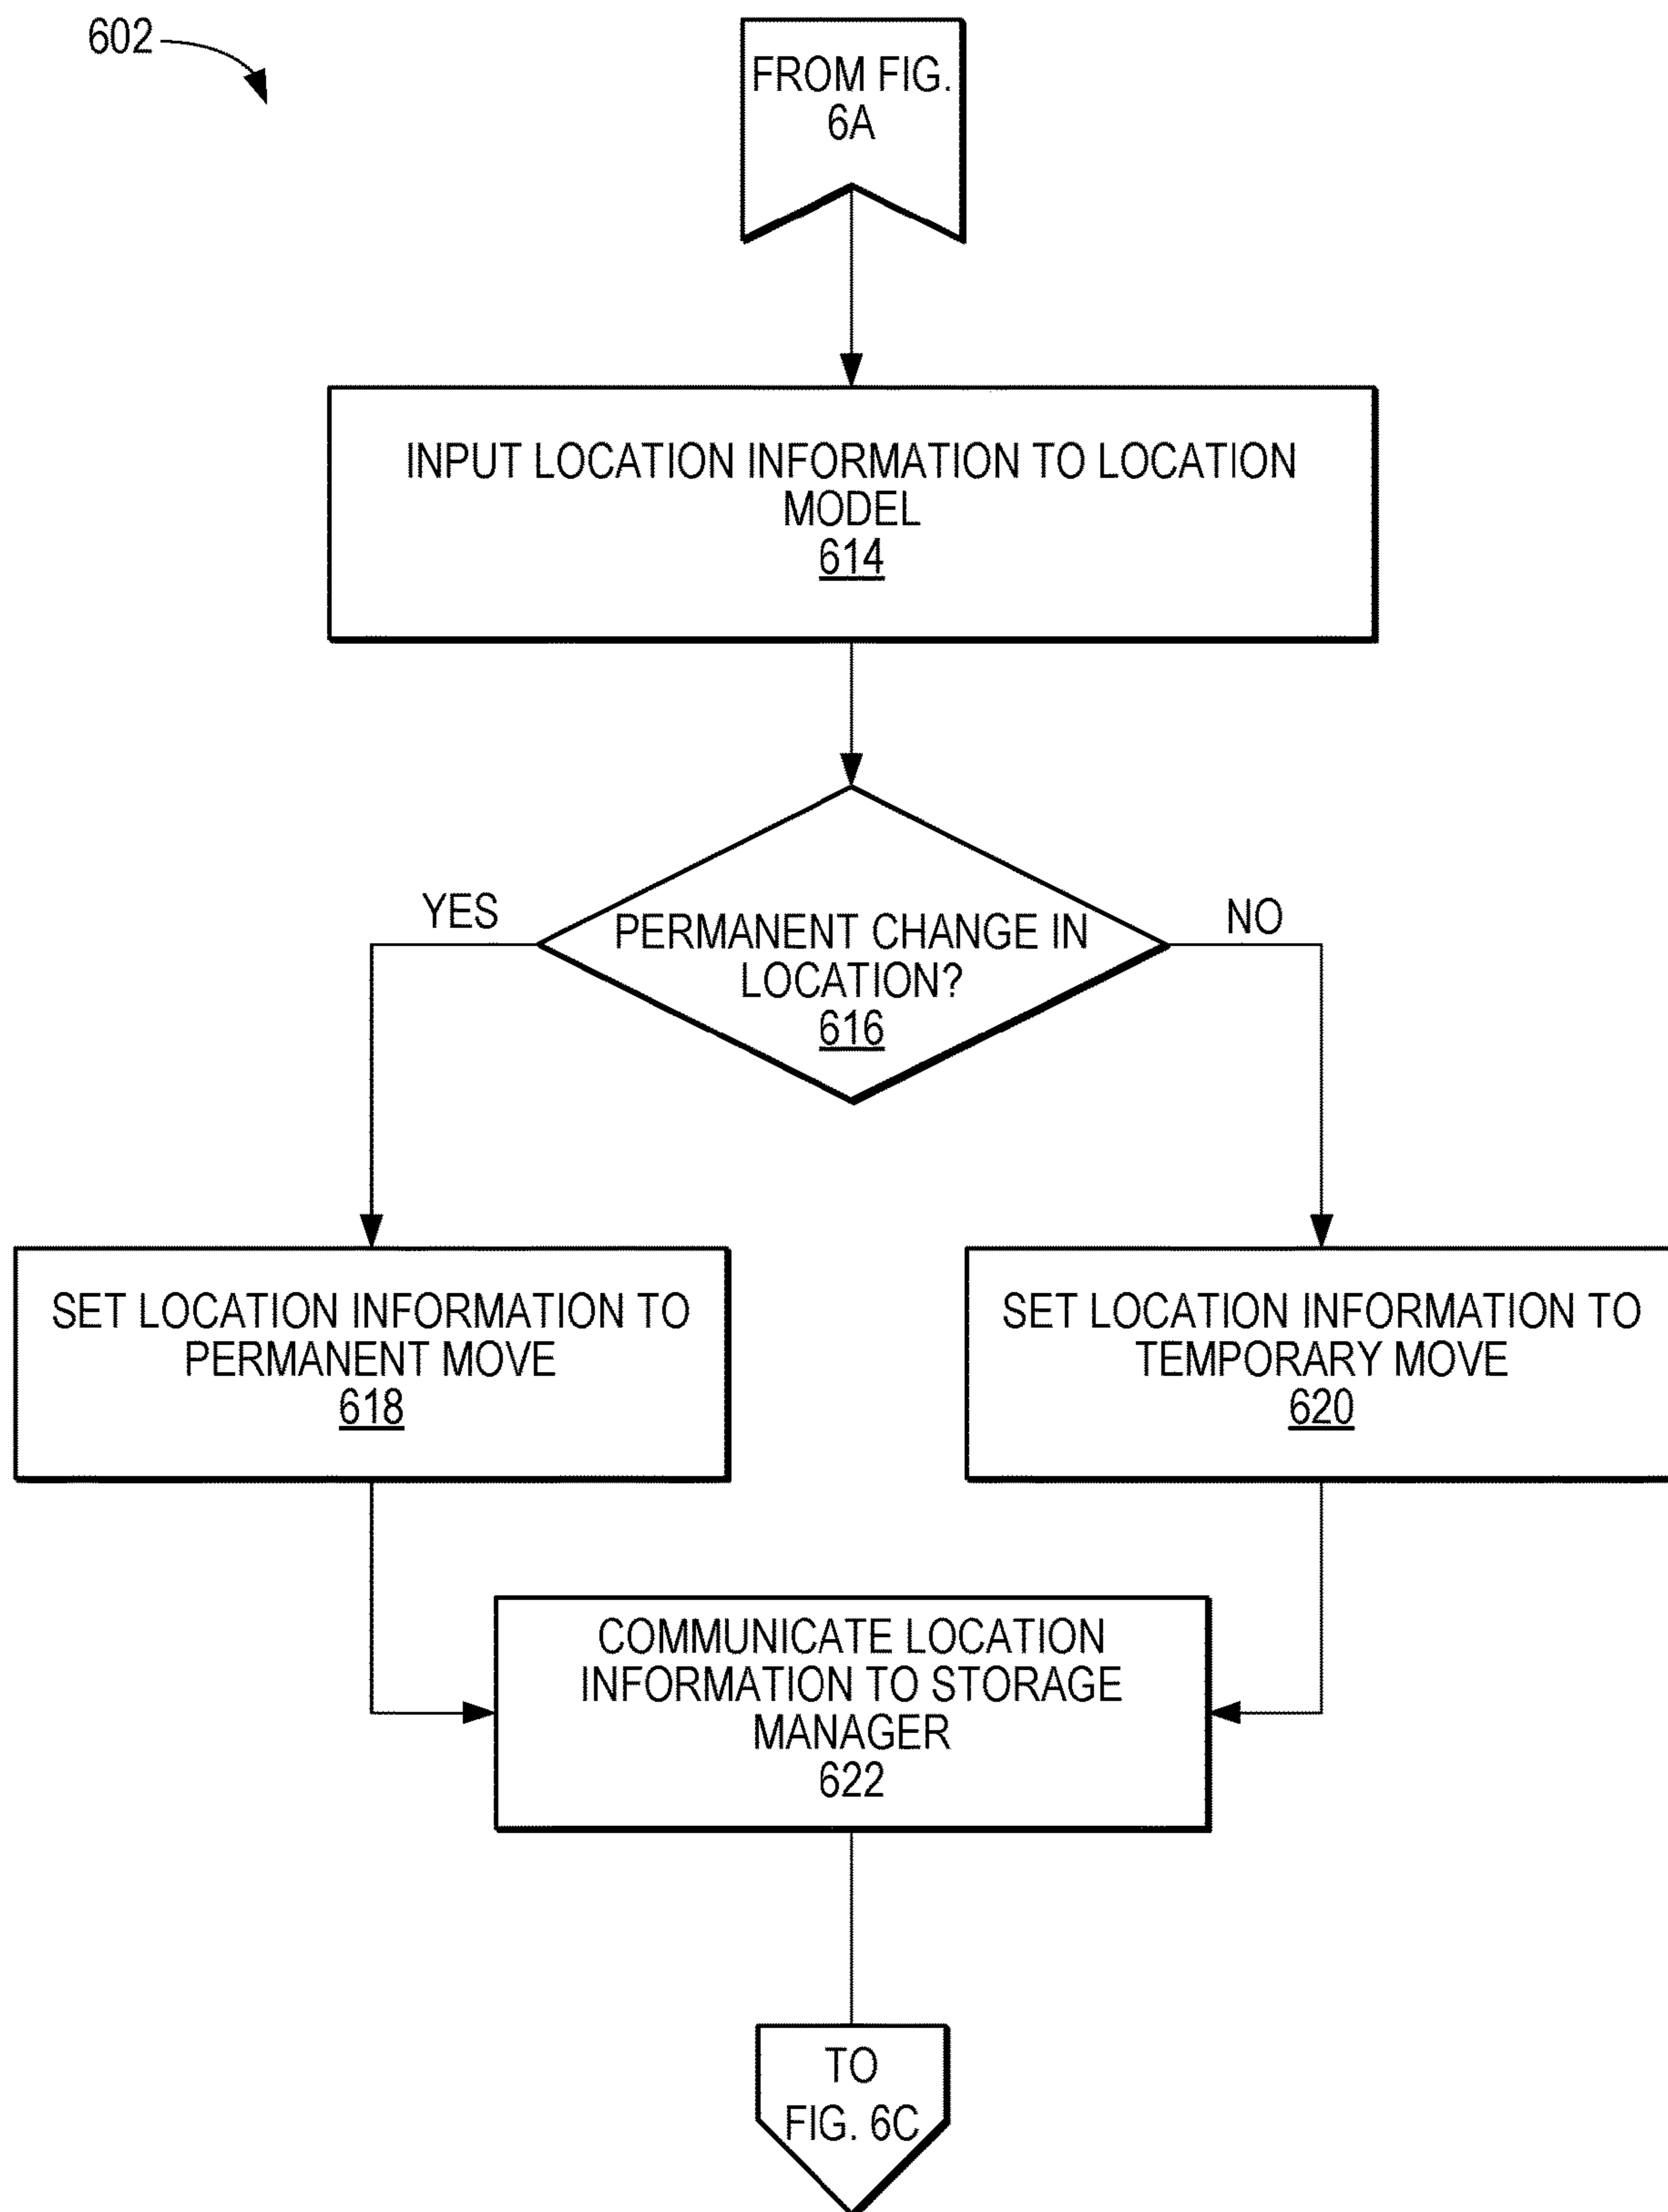 602
FROM FIG.
6A
INPUT LOCATION INFORMATION TO LOCATION
MODEL
614
YES
PERMANENT CHANGE IN
LOCATION?
616
NO
SET LOCATION INFORMATION TO
PERMANENT MOVE
618
SET LOCATION INFORMATION TO
TEMPORARY MOVE
620
COMMUNICATE LOCATION
INFORMATION TO STORAGE
MANAGER
622
TO
FIG. 6C